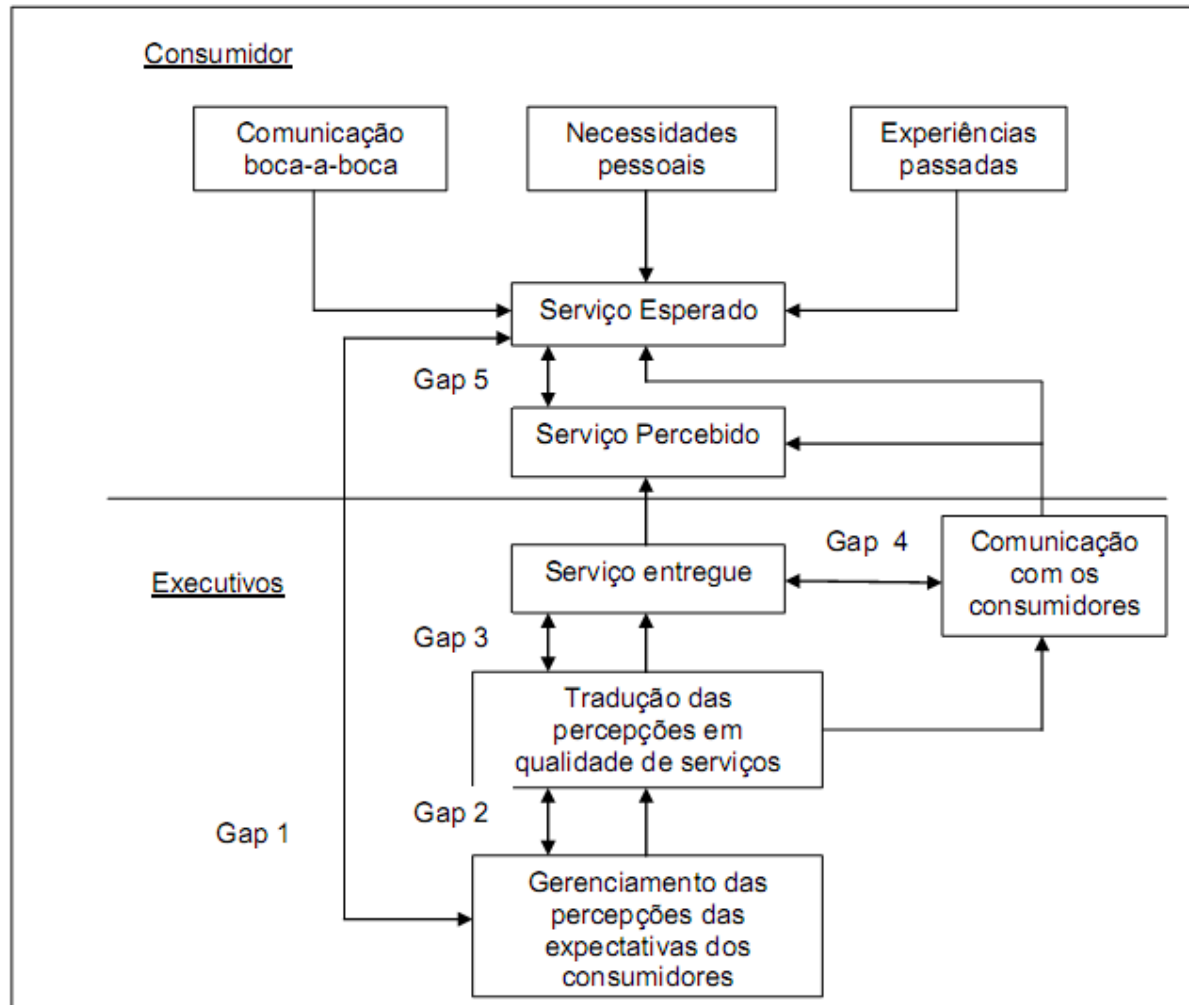 Consumidor
Comunicação
boca-a-boca
Necessidades
pessoais
Experiências
passadas
Serviço Esperado
Gap 5
Serviço Percebido
Gap 4
Comunicação
com os
consumidores
Serviço entregue
Executivos
Gap 3
Tradução das
percepções em
qualidade de serviços
Gap 2
Gap 1
Gerenciamento das
percepções das
expectativas dos
consumidores